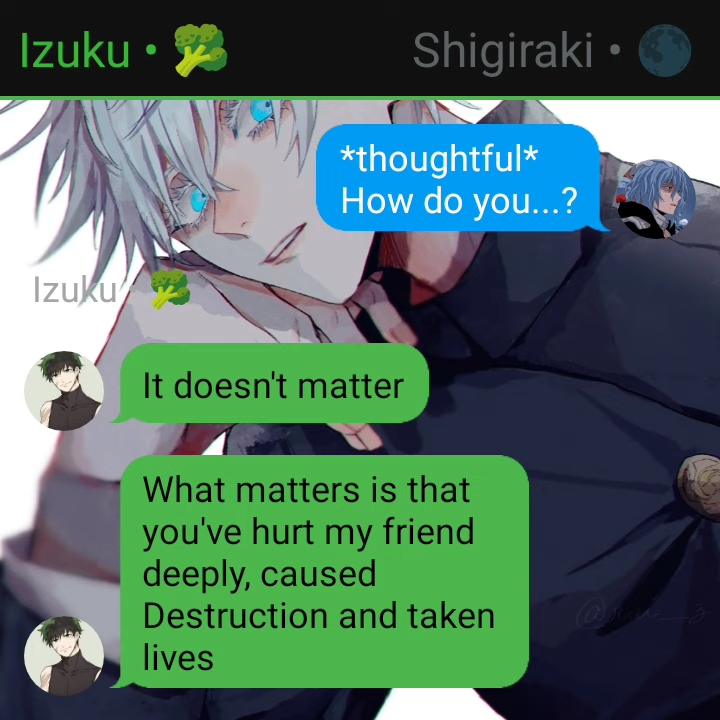 Izuku • 🥦
Shigiraki • 🌑
*thoughtful*
How do you...?
Izuku • 🥦
It doesn't matter
What matters is that
you've hurt my friend
deeply, caused
Destruction and taken
lives